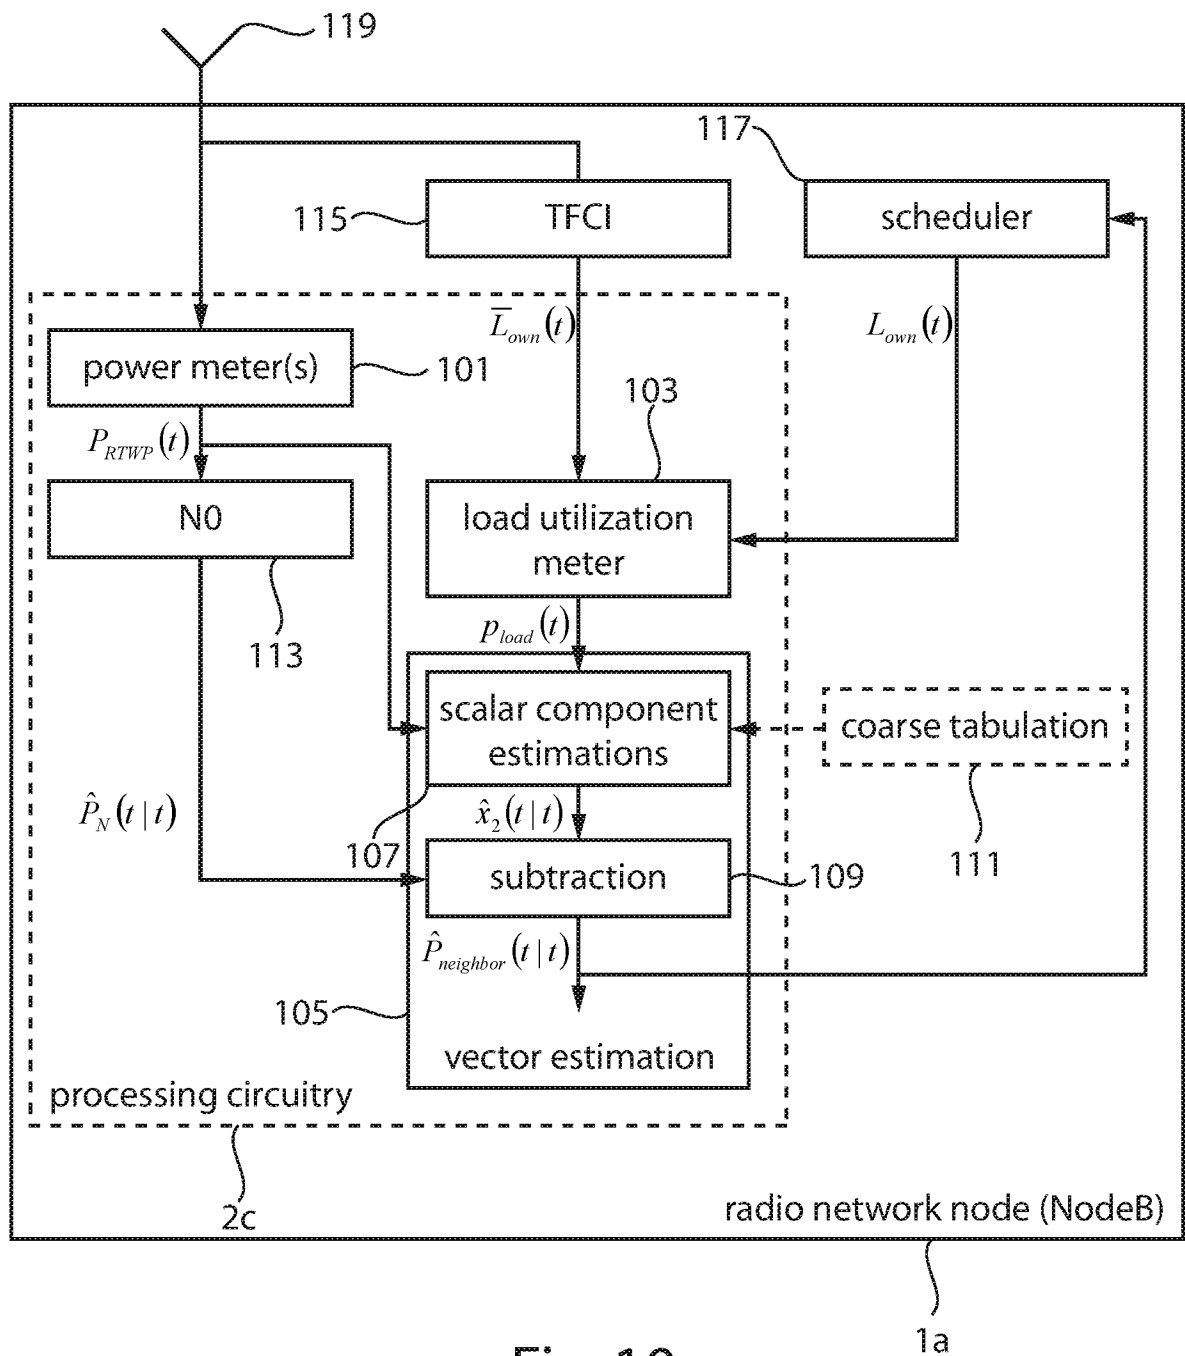 119
117
115
TFCI
scheduler
L̅own(t)
Lown(t)
power meter(s)
101
103
PRTWP(t)
N0
load utilization
meter
113
pload(t)
scalar component
estimations
coarse tabulation
P̂N(t|t)
x̂2(t|t)
107
111
subtraction
109
P̂neighbor(t|t)
105
vector estimation
processing circuitry
2c
radio network node (NodeB)
1a